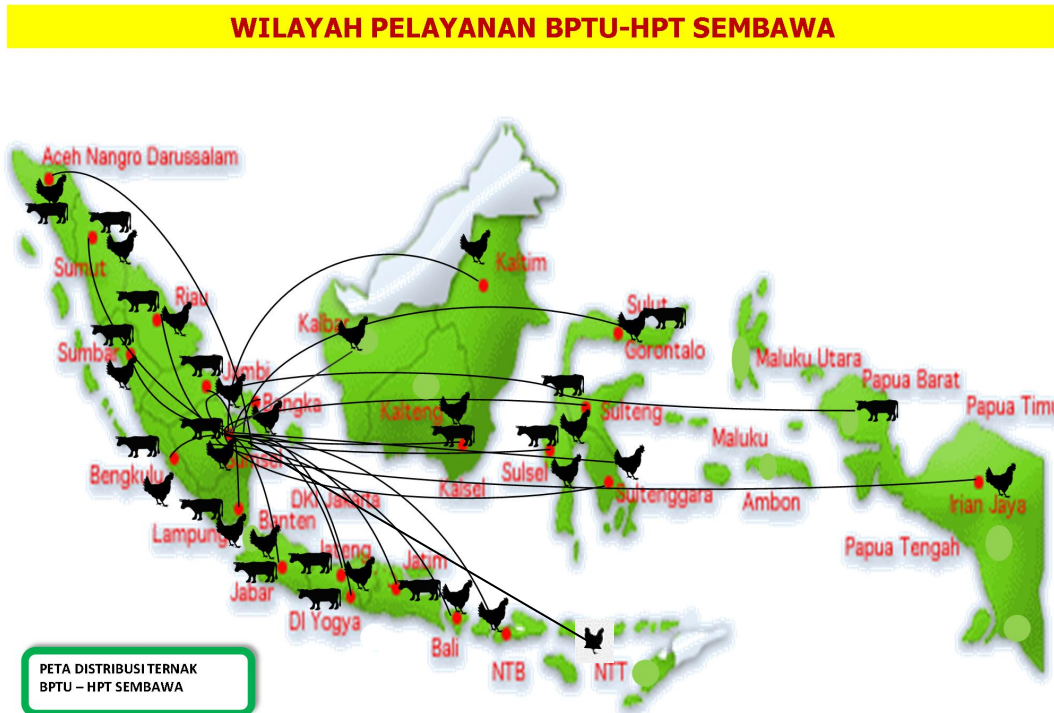 WILAYAH PELAYANAN BPTU-HPT SEMBAWA
Aceh Nangro Darussalam
Sumut
Riau
Kaltim
Kalbar
Sulut
Gorontalo
Maluku Utara
Sumbar
Jambi
Papua Barat
Bangka
Kalteng
Sulteng
Papua Timu
Maluku
Sumsel
Bengkulu
Sulsel
Kalsel
Sultenggara
Ambon
Irian Jaya
DKI Jakarta
Lampung
Banten
Jateng
Jatim
Papua Tengah
Jabar
DI Yogya
Bali
NTB
NTT
PETA DISTRIBUSI TERNAK
BPTU – HPT SEMBAWA